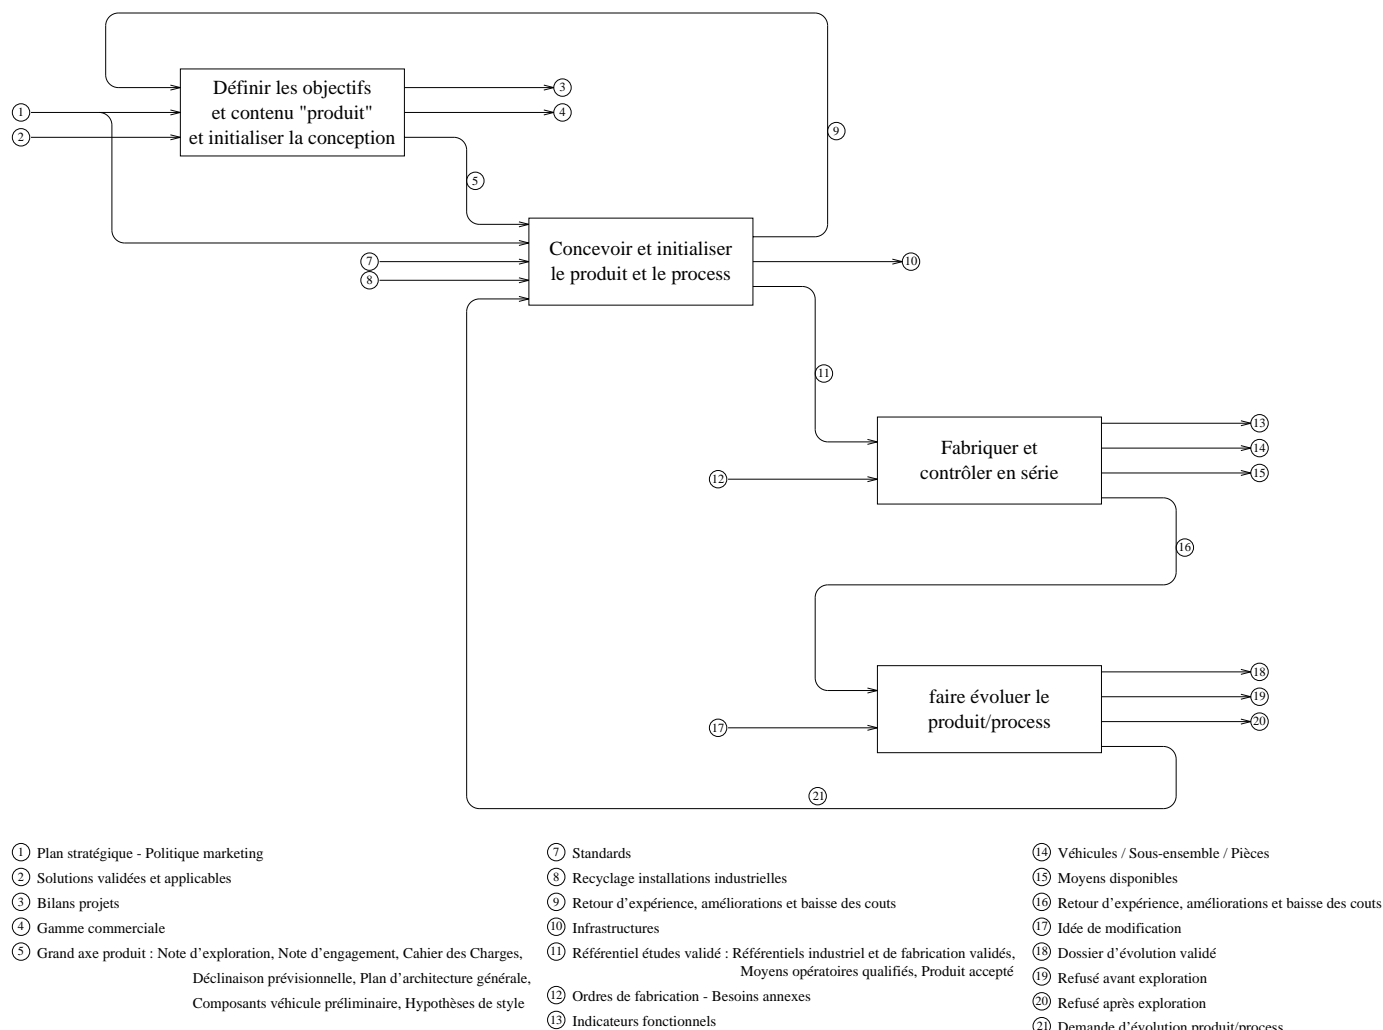 Définir les objectifs
et contenu "produit"
et initialiser la conception
1
2
3
4
9
5
Concevoir et initialiser
le produit et le process
7
8
10
11
Fabriquer et
contrôler en série
12
13
14
15
16
faire évoluer le
produit/process
17
18
19
20
21
1 Plan stratégique - Politique marketing
2 Solutions validées et applicables
3 Bilans projets
4 Gamme commerciale
5 Grand axe produit : Note d'exploration, Note d'engagement, Cahier des Charges,
Déclinaison prévisionnelle, Plan d'architecture générale,
Composants véhicule préliminaire, Hypothèses de style
7 Standards
8 Recyclage installations industrielles
9 Retour d'expérience, améliorations et baisse des couts
10 Infrastructures
11 Référentiel études validé : Référentiels industriel et de fabrication validés,
Moyens opératoires qualifiés, Produit accepté
12 Ordres de fabrication - Besoins annexes
13 Indicateurs fonctionnels
14 Véhicules / Sous-ensemble / Pièces
15 Moyens disponibles
16 Retour d'expérience, améliorations et baisse des couts
17 Idée de modification
18 Dossier d'évolution validé
19 Refusé avant exploration
20 Refusé après exploration
21 Demande d'évolution produit/process